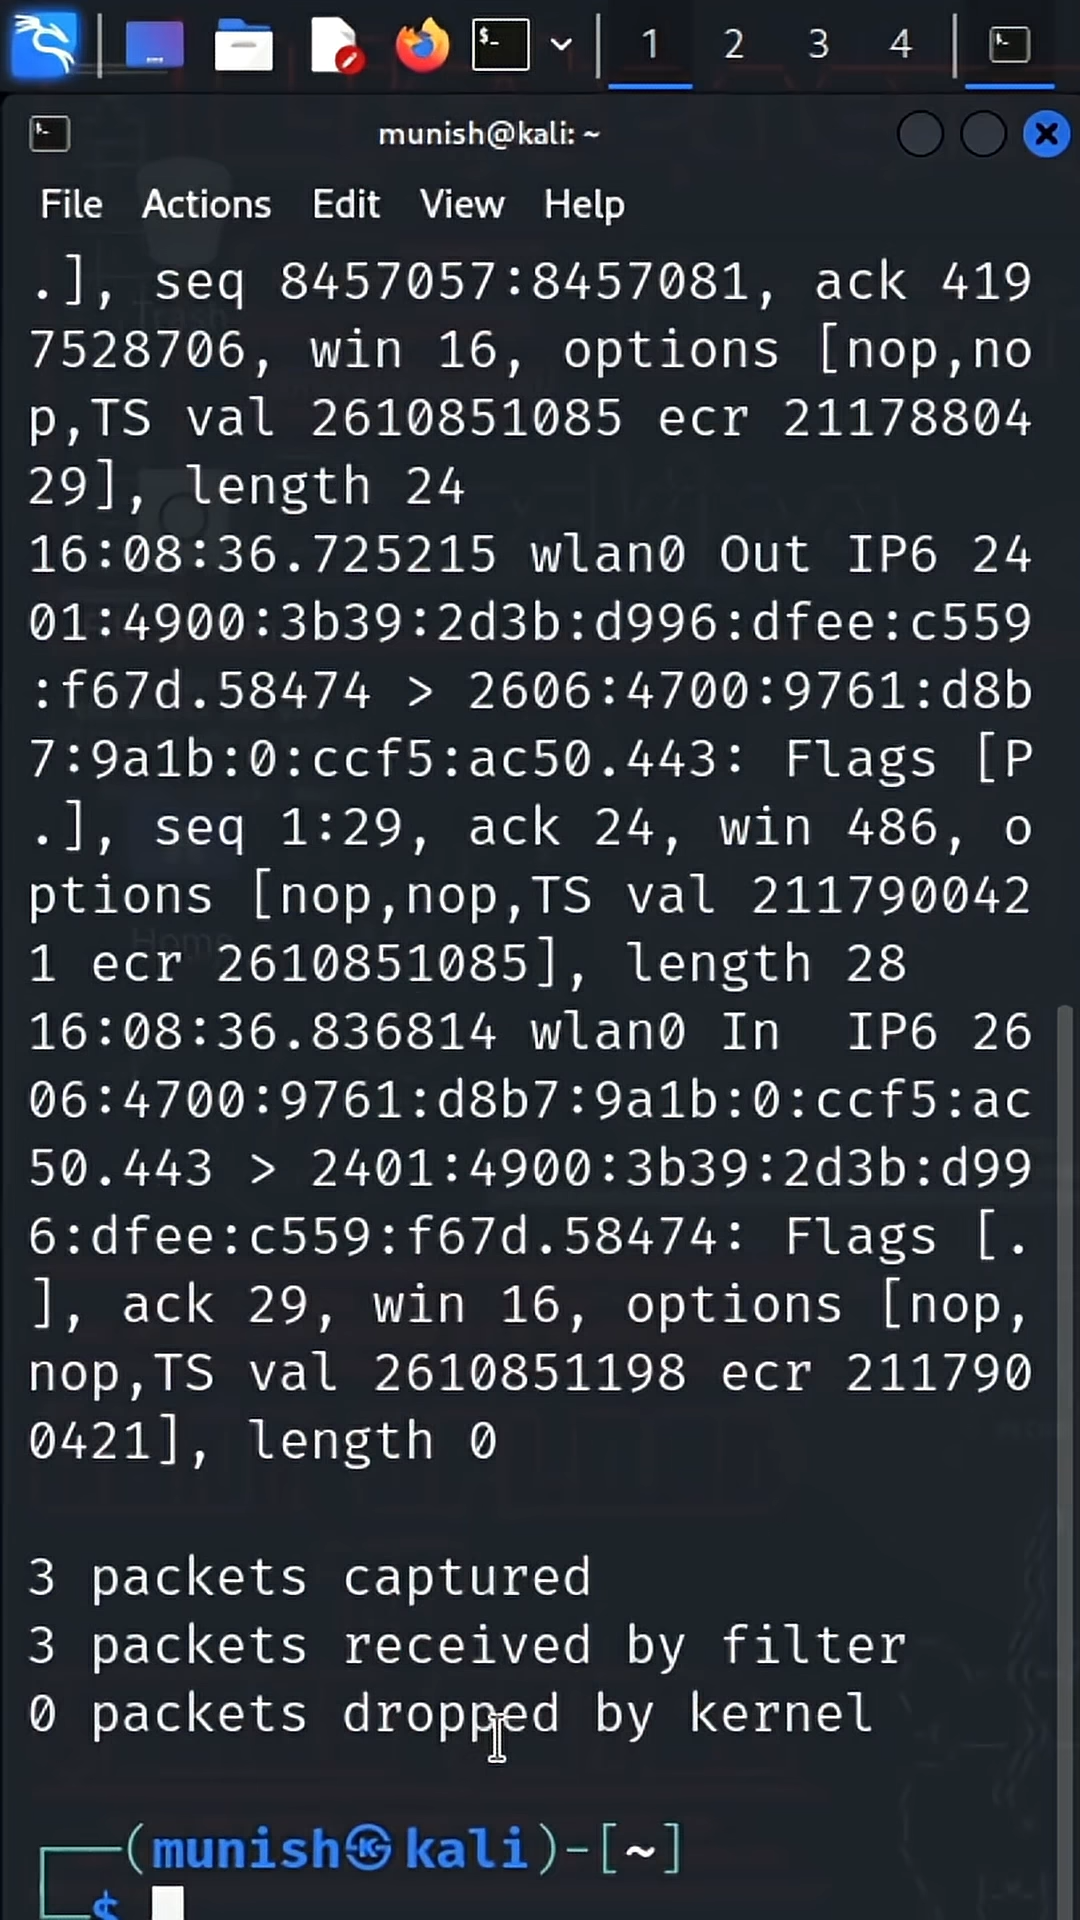 1 2 3 4
munish@kali: ~
File Actions Edit View Help
.], seq 8457057:8457081, ack 419
7528706, win 16, options [nop,no
p,TS val 2610851085 ecr 21178804
29], length 24
16:08:36.725215 wlan0 Out IP6 24
01:4900:3b39:2d3b:d996:dfee:c559
:f67d.58474 > 2606:4700:9761:d8b
7:9a1b:0:ccf5:ac50.443: Flags [P
.], seq 1:29, ack 24, win 486, o
ptions [nop,nop,TS val 211790042
1 ecr 2610851085], length 28
16:08:36.836814 wlan0 In  IP6 26
06:4700:9761:d8b7:9a1b:0:ccf5:ac
50.443 > 2401:4900:3b39:2d3b:d99
6:dfee:c559:f67d.58474: Flags [.
], ack 29, win 16, options [nop,
nop,TS val 2610851198 ecr 211790
0421], length 0
3 packets captured
3 packets received by filter
0 packets dropped by kernel
┌──(munish㉿kali)-[~]
└─$
Trash
Home